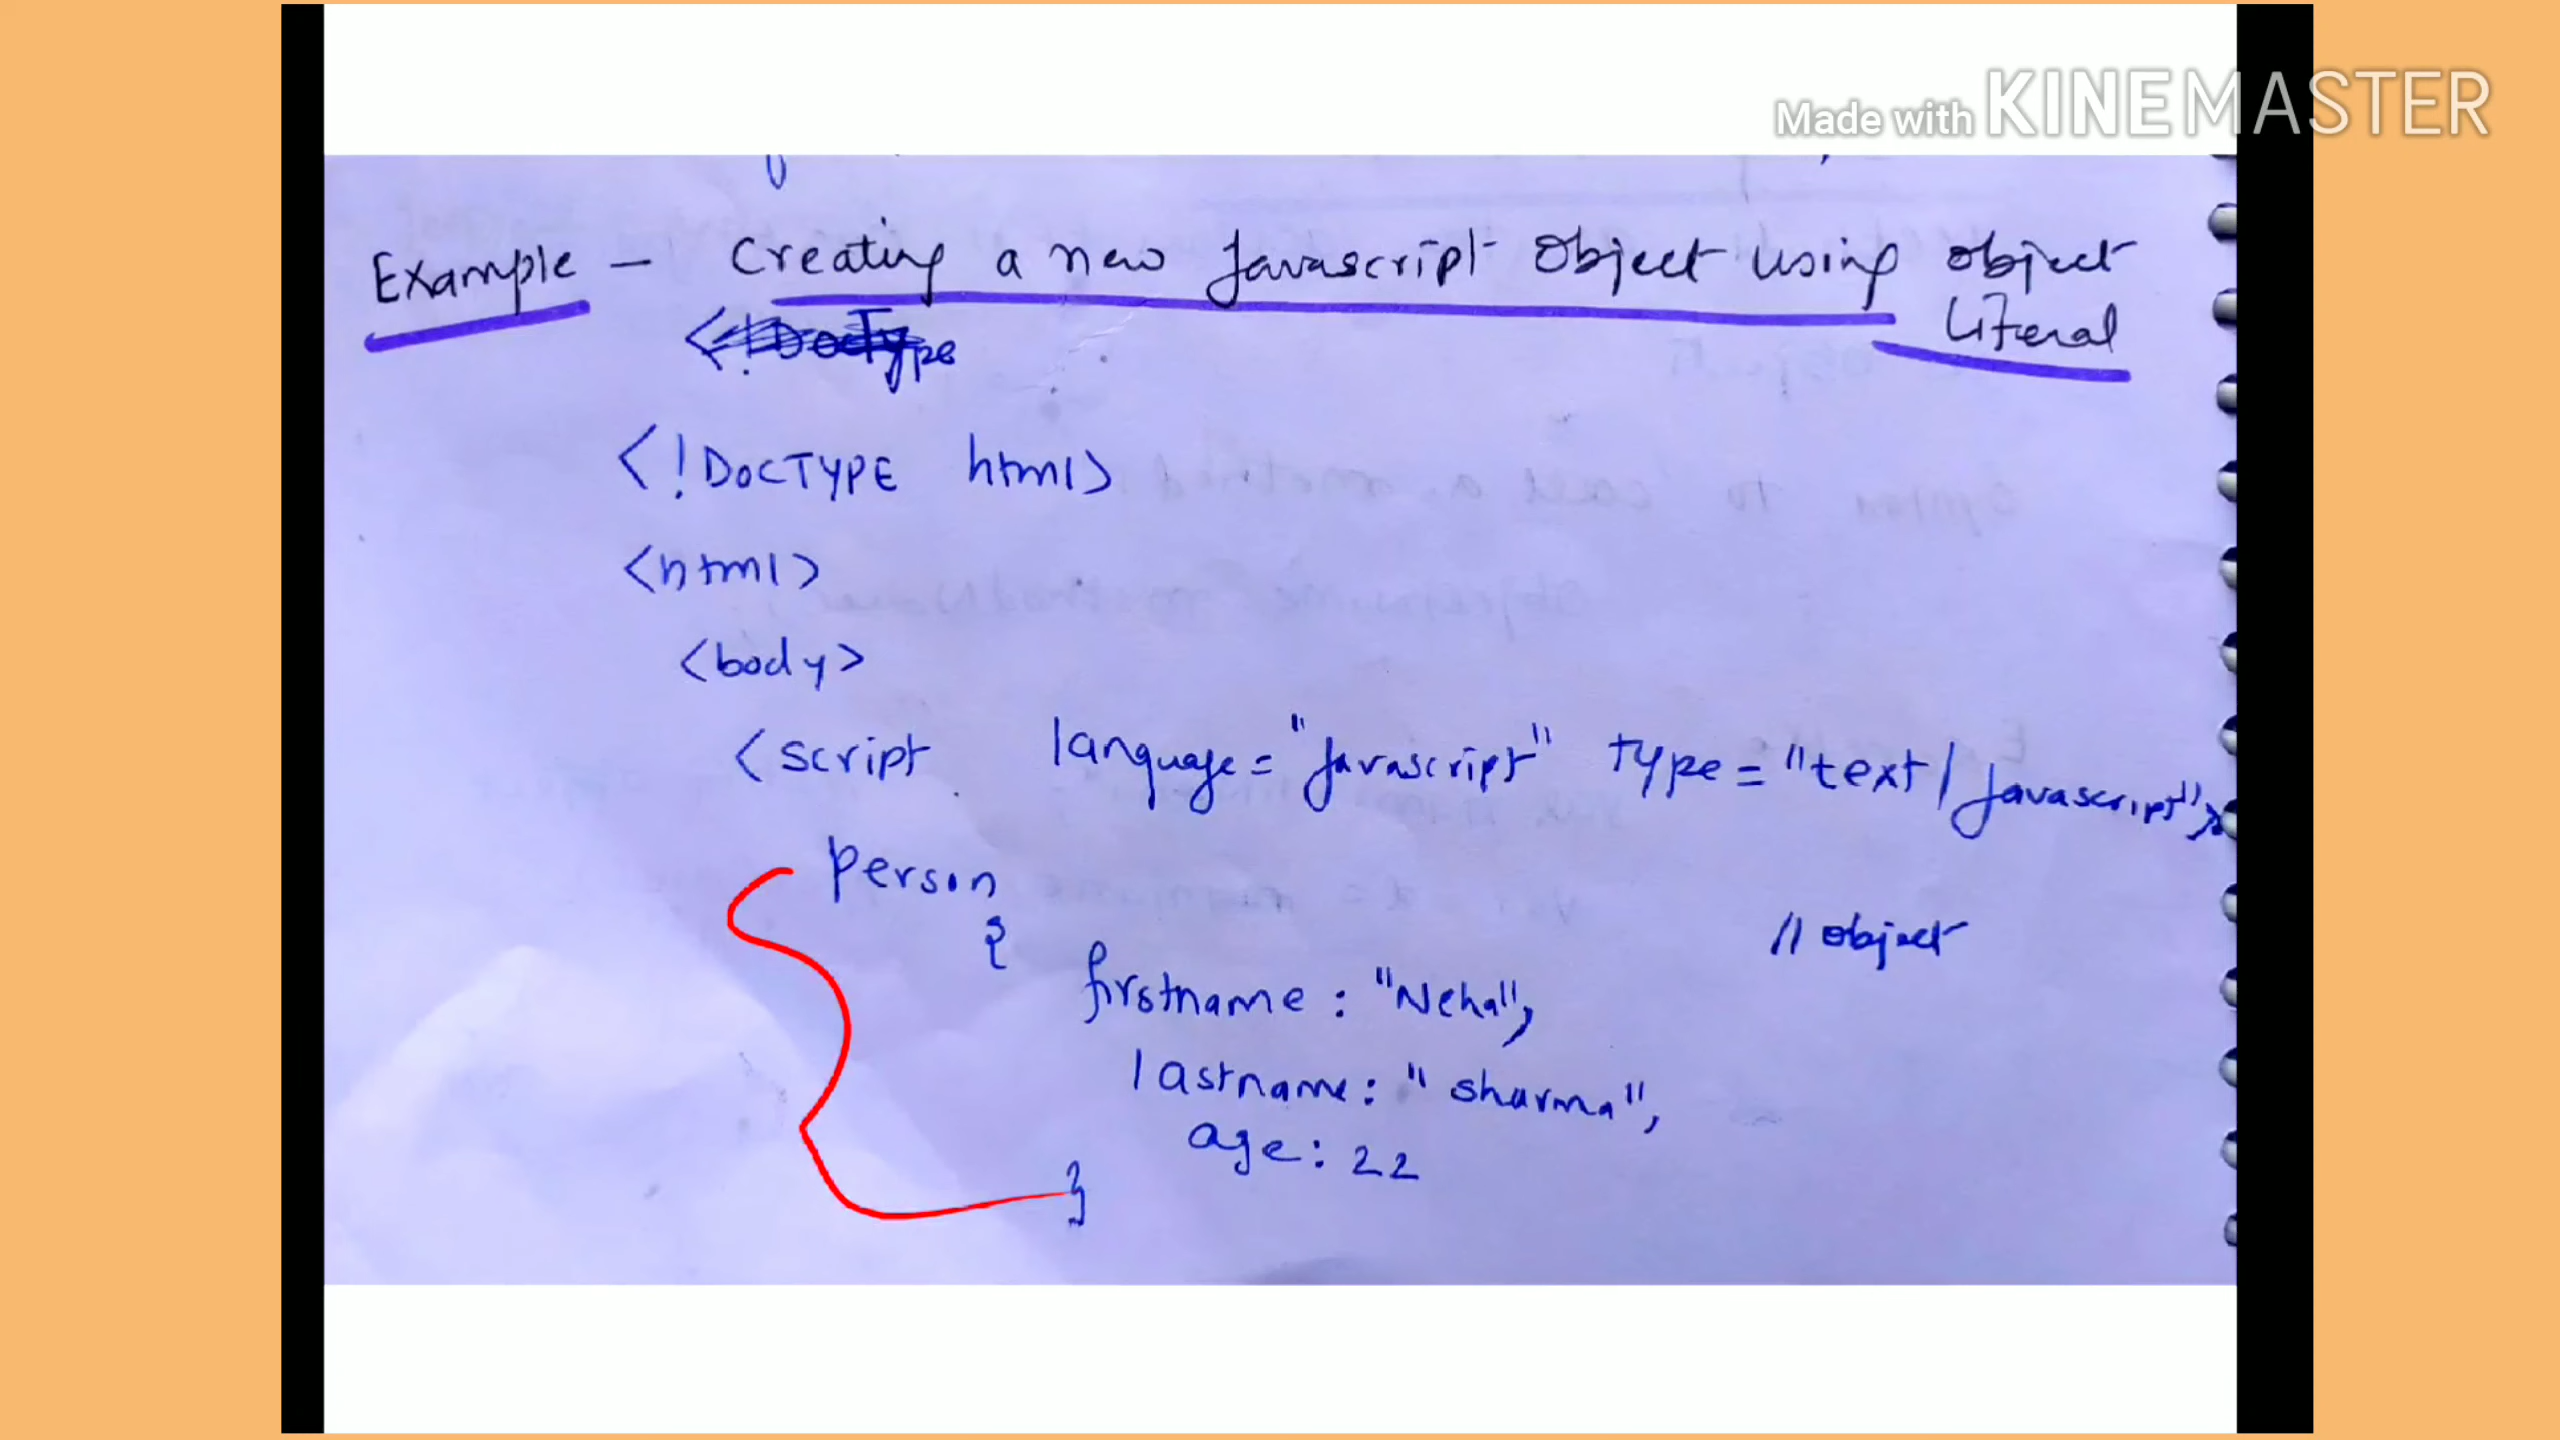 Made with KINEMASTER
Example - Creating a new Javascript Object using object
Literal
<!DocType
<!DOCTYPE html>
<html>
<body>
<script language="javascript" type="text/javascript">
person
{ // object
firstname : "Neha",
lastname: "sharma",
age: 22
}